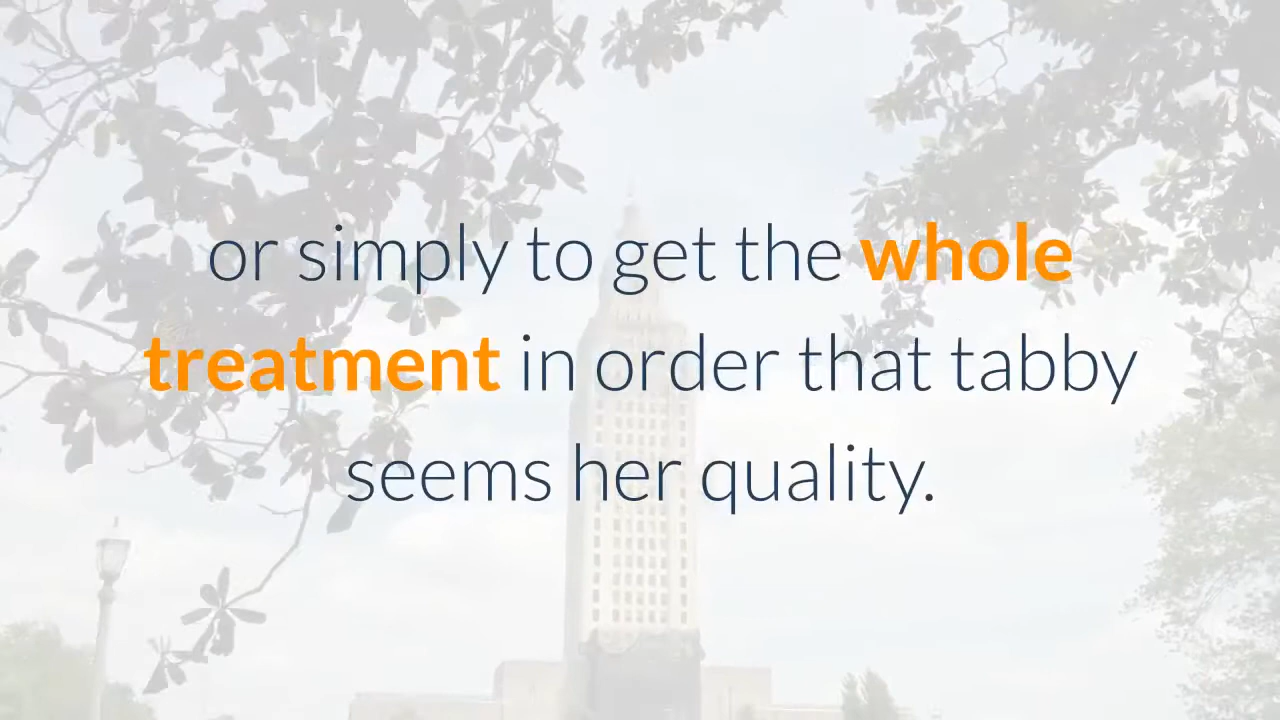 or simply to get the whole
treatment in order that tabby
seems her quality.